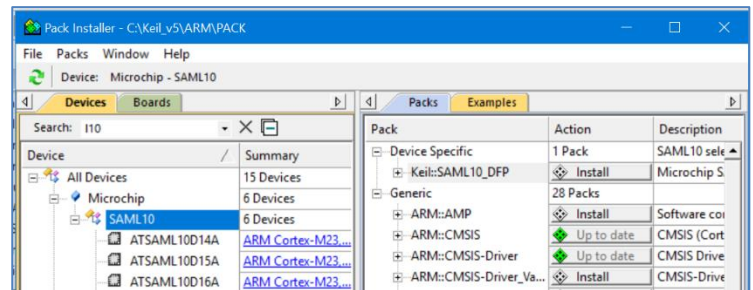 Pack Installer - C:\Keil_v5\ARM\PACK
File Packs Window Help
Device: Microchip - SAML10
Devices Boards
Search: l10
Device / Summary
All Devices 15 Devices
Microchip 6 Devices
SAML10 6 Devices
ATSAML10D14A ARM Cortex-M23,...
ATSAML10D15A ARM Cortex-M23,...
ATSAML10D16A ARM Cortex-M23,...
Packs Examples
Pack Action Description
Device Specific 1 Pack SAML10 sele
Keil::SAML10_DFP Install Microchip S
Generic 28 Packs
ARM::AMP Install Software cor
ARM::CMSIS Up to date CMSIS (Cort
ARM::CMSIS-Driver Up to date CMSIS Drive
ARM::CMSIS-Driver_Va... Install CMSIS-Drive